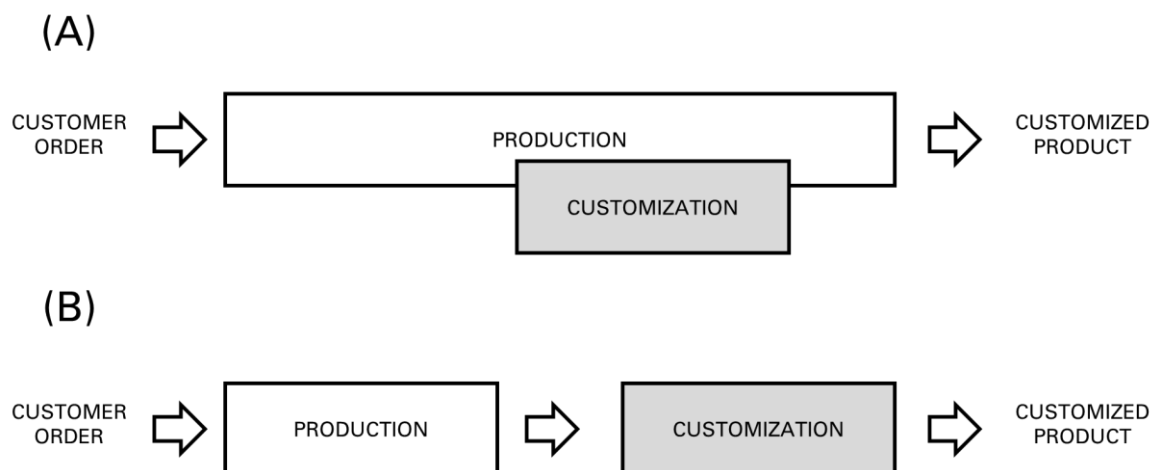 (A)
CUSTOMER
ORDER
PRODUCTION
CUSTOMIZATION
CUSTOMIZED
PRODUCT
(B)
CUSTOMER
ORDER
PRODUCTION
CUSTOMIZATION
CUSTOMIZED
PRODUCT